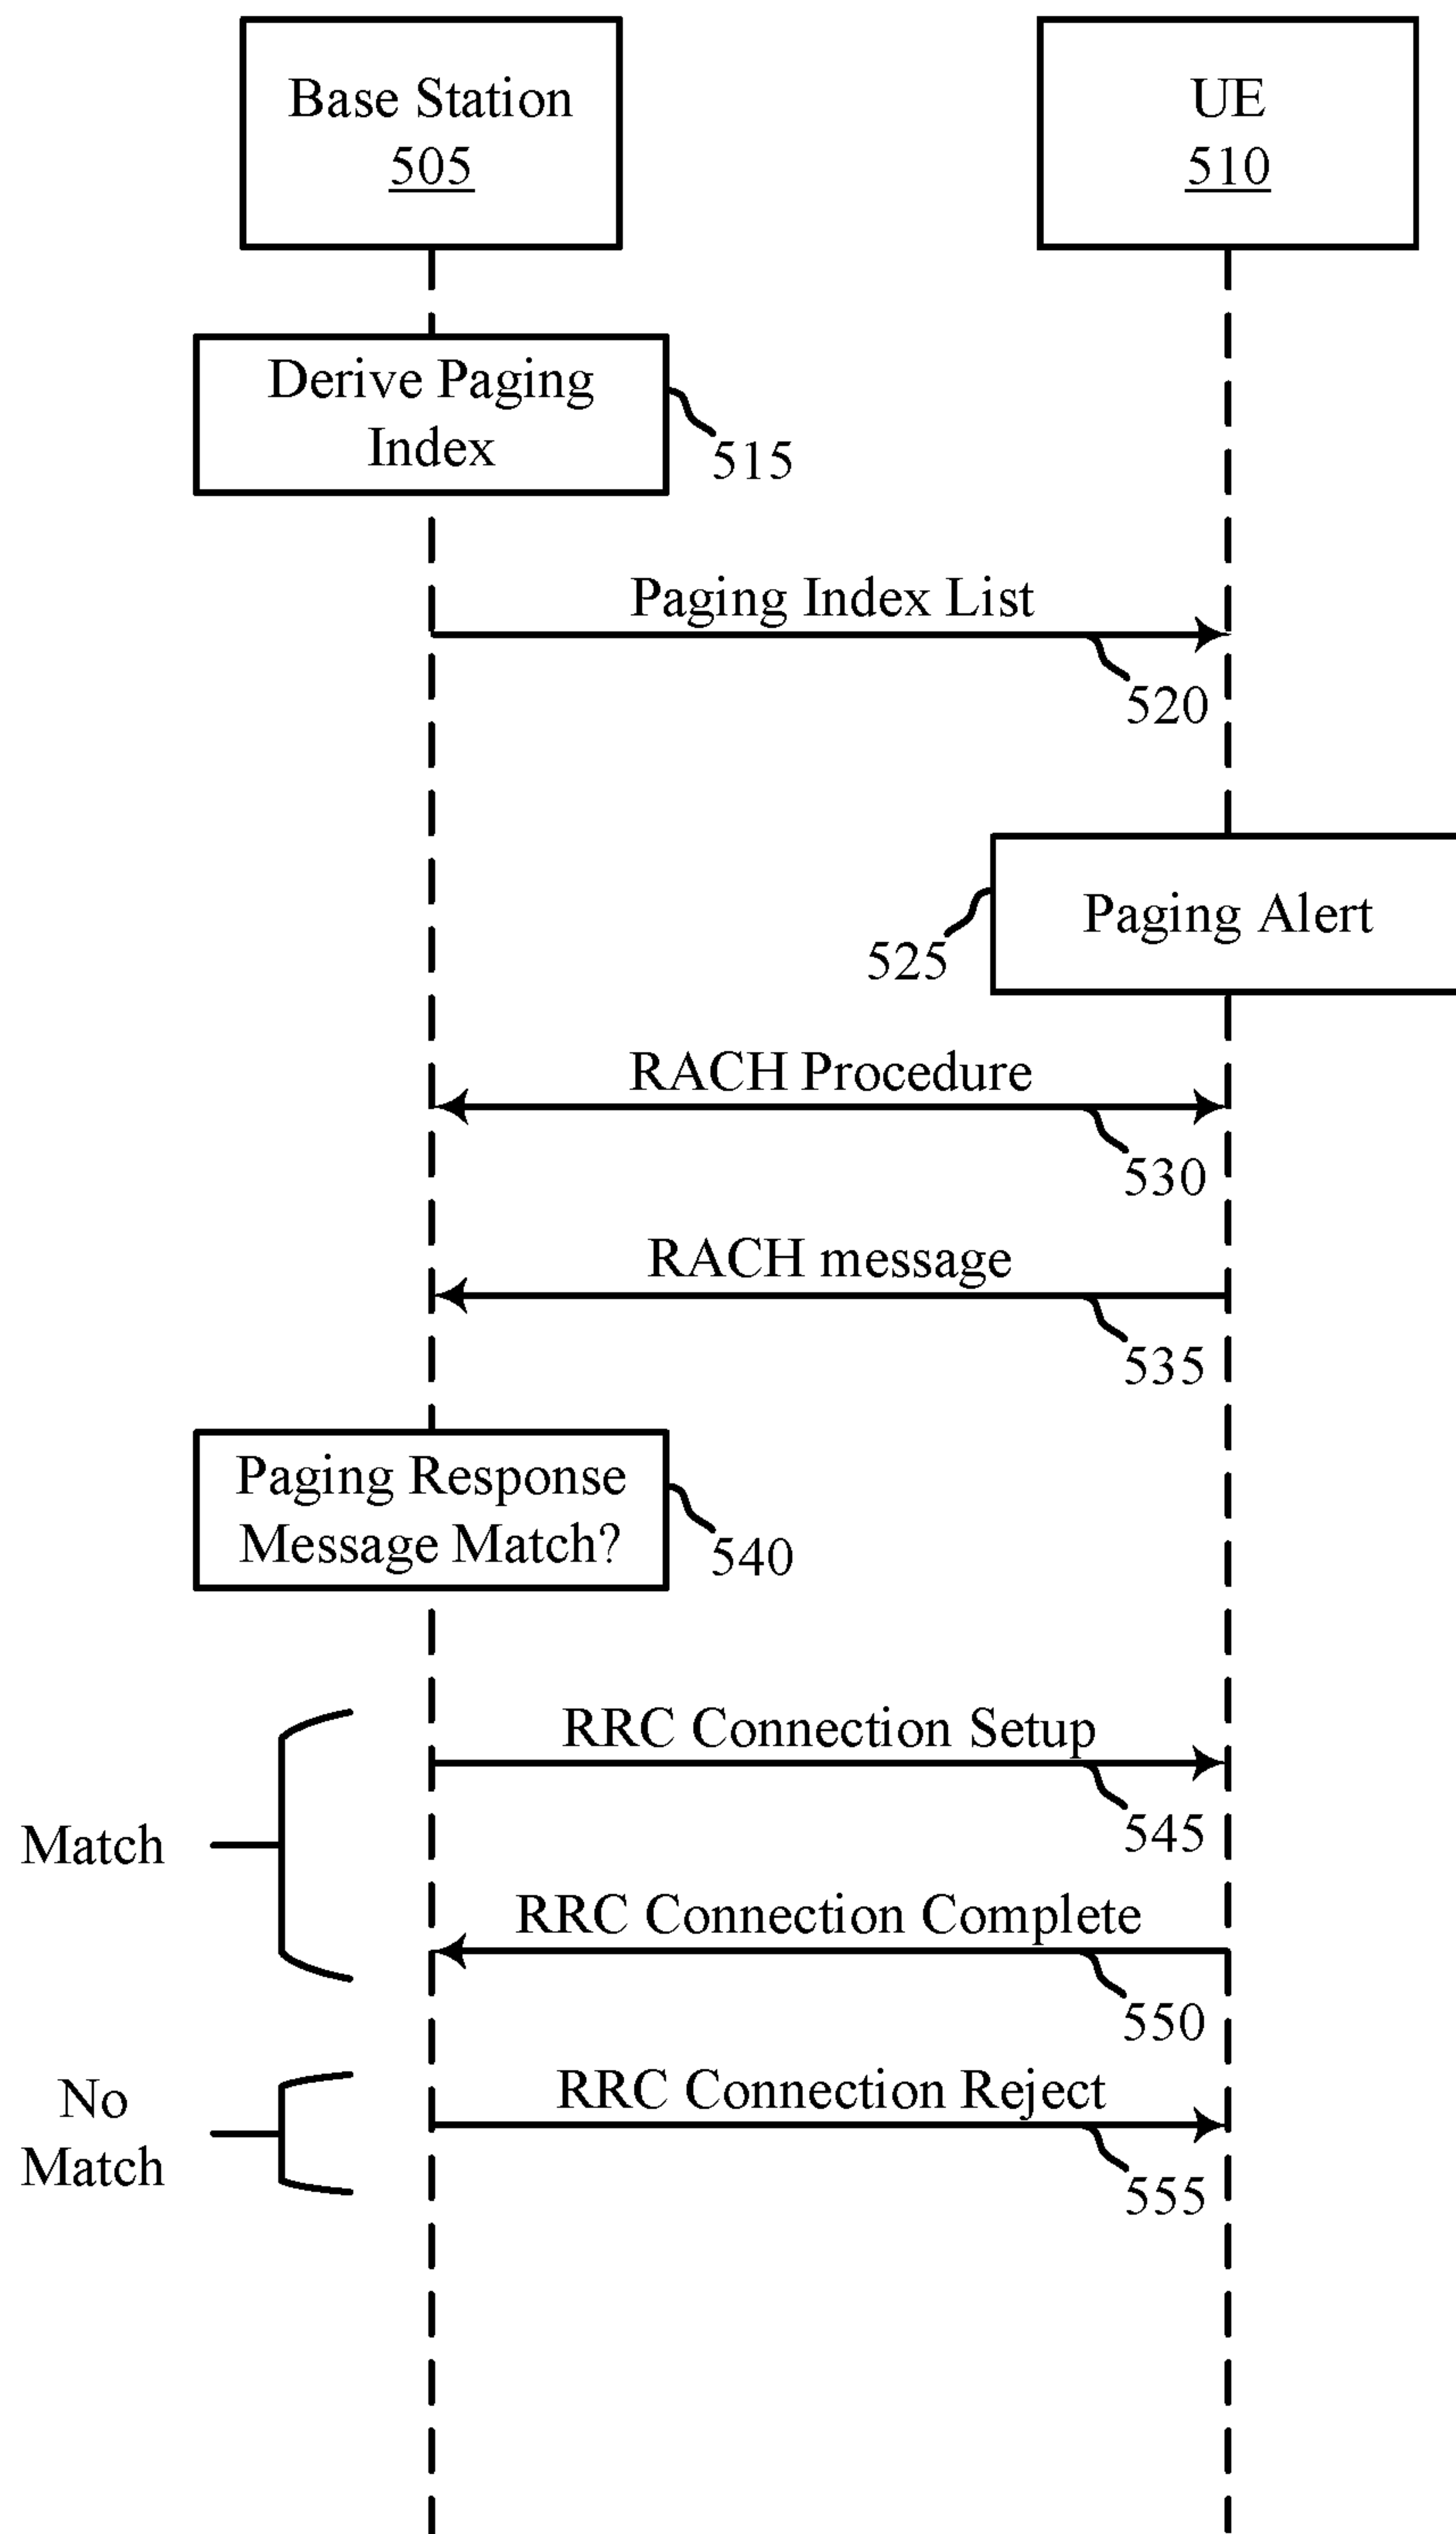 Base Station
505
UE
510
Derive Paging
Index
515
Paging Index List
520
Paging Alert
525
RACH Procedure
530
RACH message
535
Paging Response
Message Match?
540
RRC Connection Setup
545
Match
RRC Connection Complete
550
No
Match
RRC Connection Reject
555